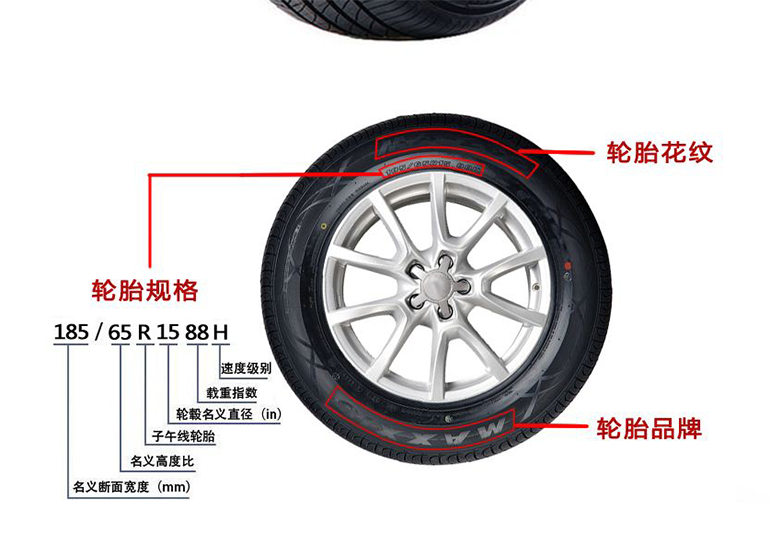 轮胎花纹
轮胎规格
185 / 65 R 15 88 H
速度级别
载重指数
轮毂名义直径 (in)
子午线轮胎
名义高度比
名义断面宽度 (mm)
轮胎品牌
MAXXIS